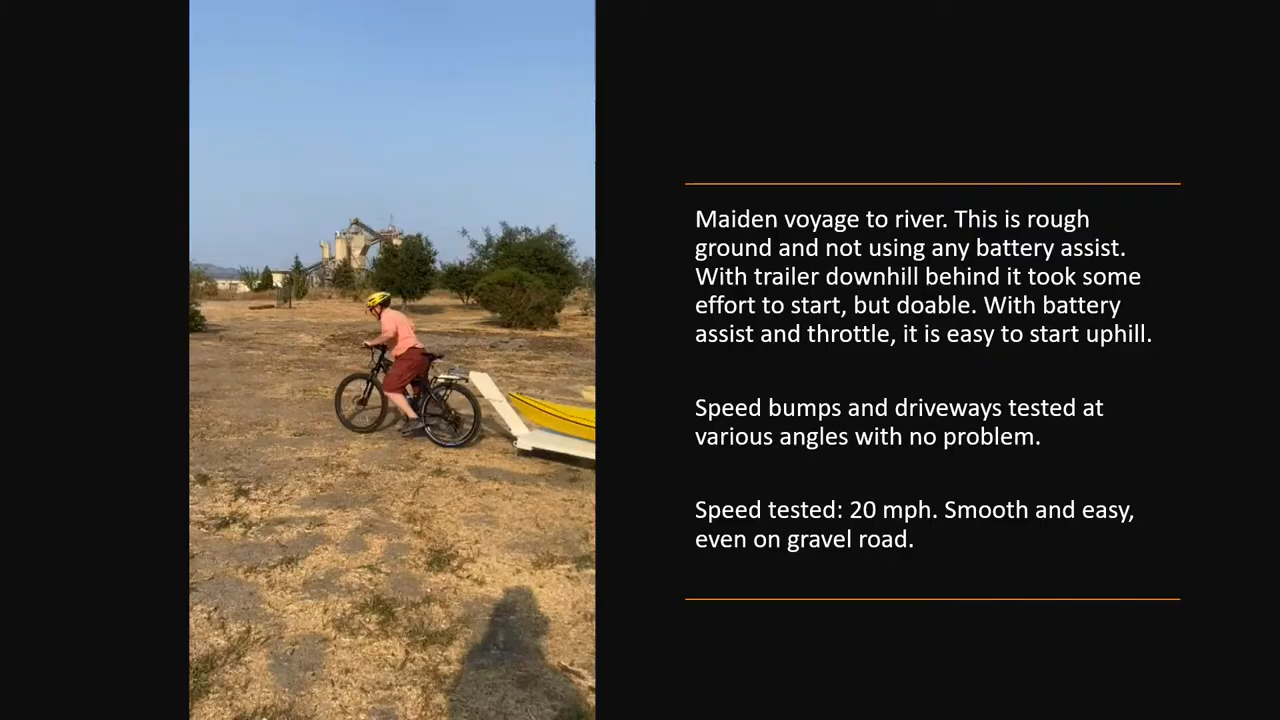 Maiden voyage to river. This is rough
ground and not using any battery assist.
With trailer downhill behind it took some
effort to start, but doable. With battery
assist and throttle, it is easy to start uphill.
Speed bumps and driveways tested at
various angles with no problem.
Speed tested: 20 mph. Smooth and easy,
even on gravel road.